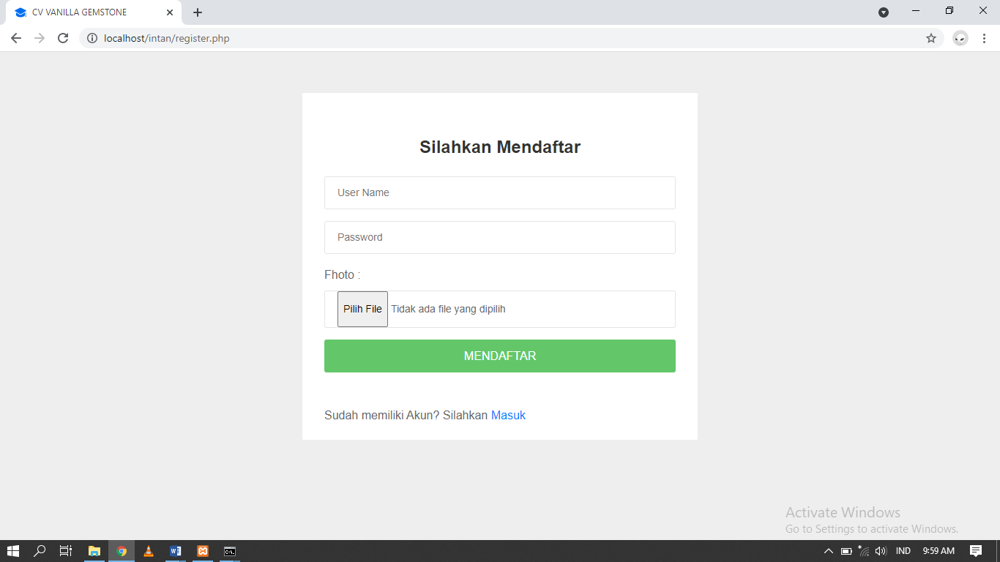 CV VANILLA GEMSTONE
localhost/intan/register.php
Silahkan Mendaftar
User Name
Password
Fhoto :
Pilih File Tidak ada file yang dipilih
MENDAFTAR
Sudah memiliki Akun? Silahkan Masuk
Activate Windows
Go to Settings to activate Windows.
IND 9:59 AM